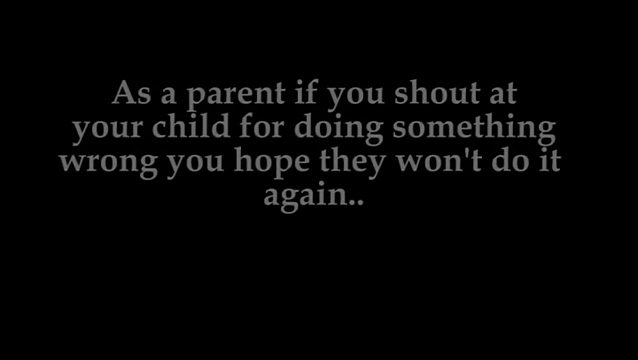 As a parent if you shout at
your child for doing something
wrong you hope they won't do it
again..